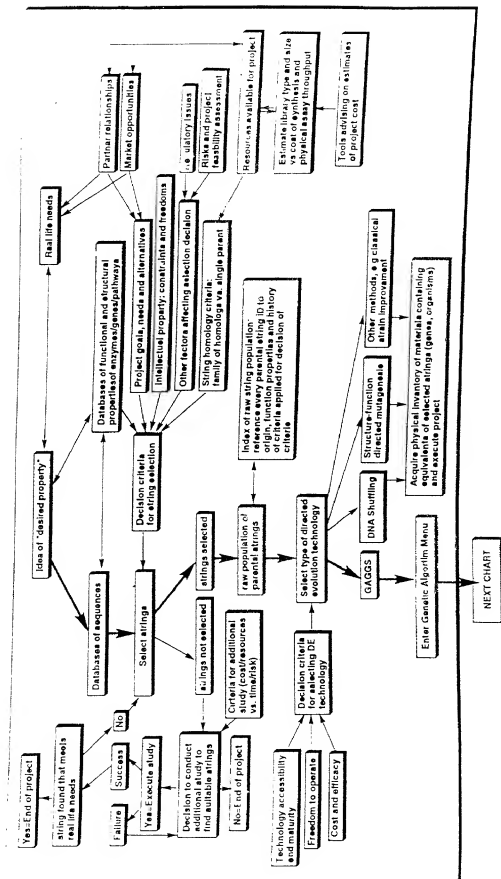 Yes=End of project
string found that meets
real life needs
No
Success
Failure
Yes=Execute study
Decision to conduct
additional study to
find suitable strings
No=End of project
Idea of "desired property"
Real life needs
Partner relationships
Market opportunities
Databases of sequences
Databases of functional and structural
properties of enzymes/genes/pathways
Project goals, needs and alternatives
Intellectual property: constraints and freedoms
Other factors affecting selection decision
String homology criteria:
family of homologs vs. single parent
ulatory issues
Risks and project
feasibility assessment
Resources available for project
Estimate library type and size
vs cost of synthesis and
physical assay throughput
Tools advising on estimates
of project cost
Select strings
Decision criteria
for string selection
strings not selected
strings selected
Criteria for additional
study (cost/resources
vs. time/risk)
raw population of
parental strings
Index of raw string population-
reference every parental string ID to
origin, function properties and history
of criteria applied for decision of
criteria
Technology accessibility
and maturity
Freedom to operate
Cost and efficacy
Decision criteria
for selecting DE
technology
Select type of directed
evolution technology
GAGGS
DNA Shuffling
Structure-function
directed mutagenesis
Other methods, e.g classical
strain improvement
Enter Genetic Algorithm Menu
Acquire physical inventory of materials containing
equivalents of selected strings (genes, organisms)
and execute project
NEXT CHART